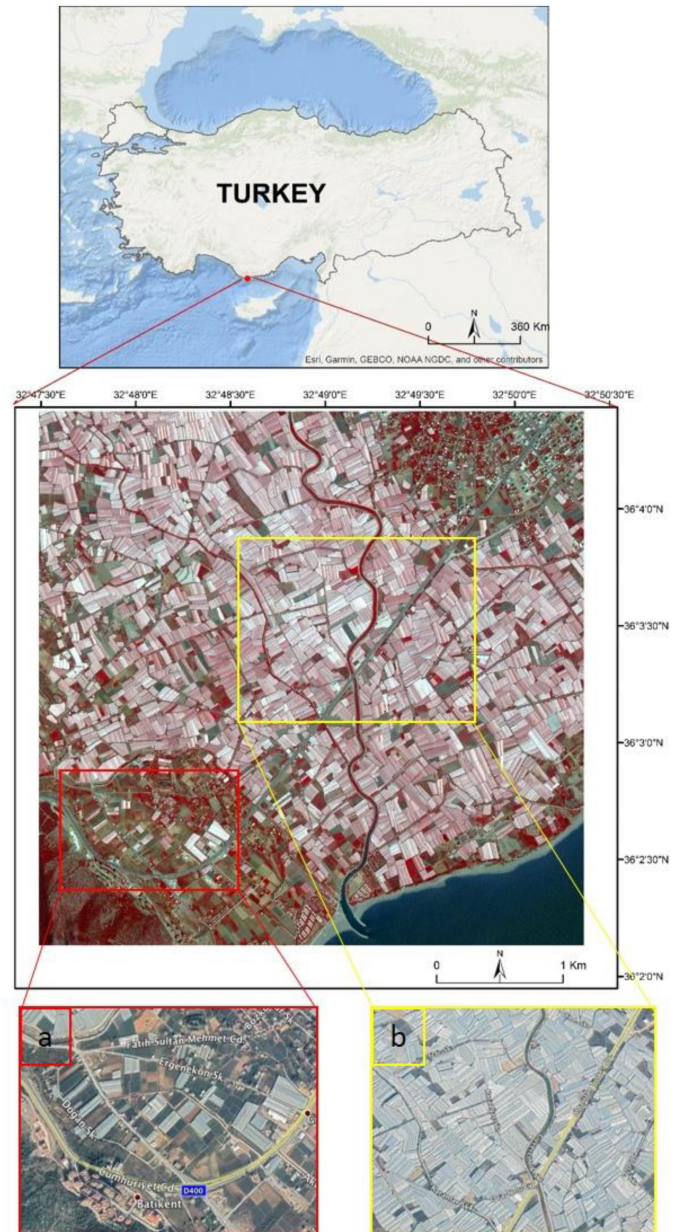 TURKEY
N
0 360 Km
Esri, Garmin, GEBCO, NOAA NGDC, and other contributors
32°47'30"E 32°48'0"E 32°48'30"E 32°49'0"E 32°49'30"E 32°50'0"E 32°50'30"E
36°4'0"N
36°3'30"N
36°3'0"N
36°2'30"N
36°2'0"N
N
0 1 Km
a
Fatih Sultan Mehmet Cd.
Ergenekon Sk.
Doğan Sk.
Cumhuriyet Cd.
D400
Batıkent
b